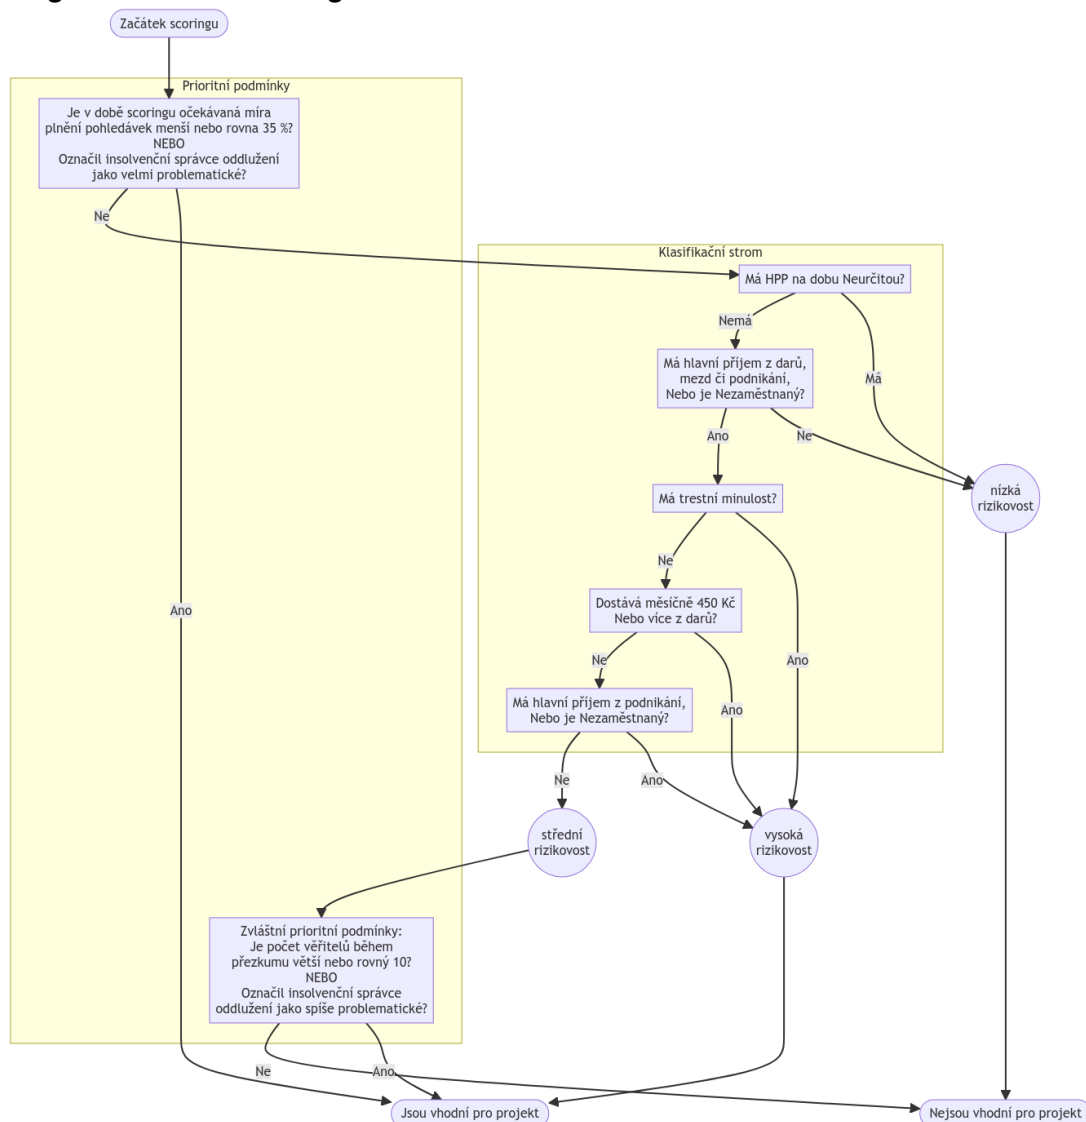 Začátek scoringu
Prioritní podmínky
Je v době scoringu očekávaná míra
plnění pohledávek menší nebo rovna 35 %?
NEBO
Označil insolvenční správce oddlužení
jako velmi problematické?
Ne
Klasifikační strom
Má HPP na dobu Neurčitou?
Nemá
Má hlavní příjem z darů,
mezd či podnikání,
Nebo je Nezaměstnaný?
Má
Ano
Ne
Má trestní minulost?
nízká
rizikovost
Ne
Dostává měsíčně 450 Kč
Nebo více z darů?
Ano
Ne
Ano
Má hlavní příjem z podnikání,
Nebo je Nezaměstnaný?
Ano
Ne
Ano
střední
rizikovost
vysoká
rizikovost
Zvláštní prioritní podmínky:
Je počet věřitelů během
přezkumu větší nebo rovný 10?
NEBO
Označil insolvenční správce
oddlužení jako spíše problematické?
Ne
Ano
Jsou vhodní pro projekt
Nejsou vhodní pro projekt